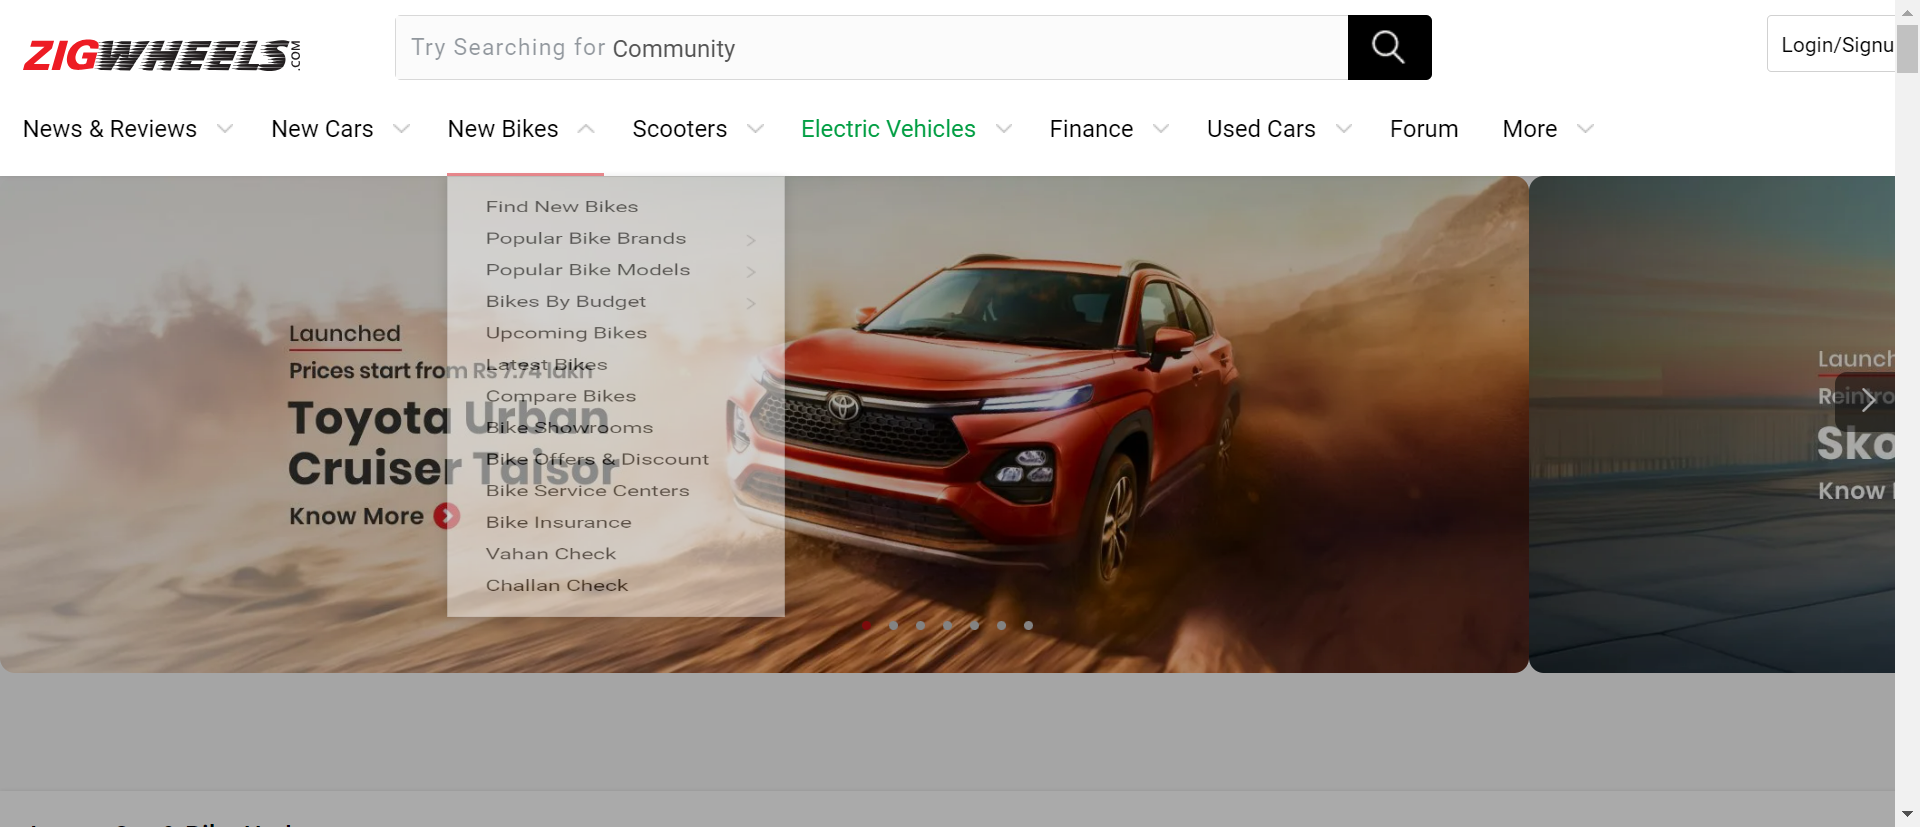 ZIGWHEELS.COM
Try Searching for Community
Login/Signu
News & Reviews New Cars New Bikes Scooters Electric Vehicles Finance Used Cars Forum More
Find New Bikes
Popular Bike Brands
Popular Bike Models
Bikes By Budget
Upcoming Bikes
Latest Bikes
Compare Bikes
Bike Showrooms
Bike Offers & Discount
Bike Service Centers
Bike Insurance
Vahan Check
Challan Check
Launched
Prices start from Rs 7.74 lakh
Toyota Urban
Cruiser Taisor
Know More
Launch
Reintro
Sko
Know